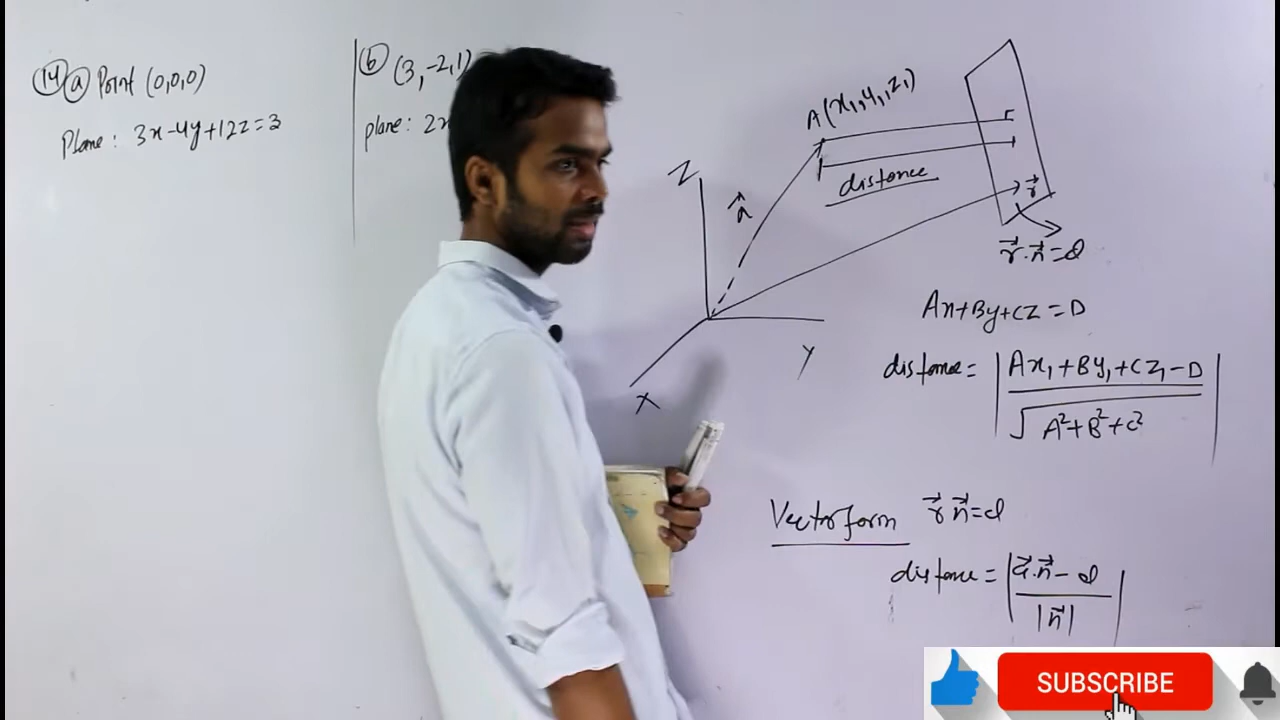 14 a Point (0,0,0)
Plane: 3x-4y+12z=3
b (3,-2,1)
plane: 2x
A(x₁,y₁,z₁)
Z
a⃗
distance
r⃗
r⃗.n⃗=d
Ax+By+Cz=D
Y
X
distance = |Ax₁+By₁+Cz₁-D / √A²+B²+C²|
Vector form r⃗ n⃗=d
distance = |a⃗.n⃗-d / |n⃗||
SUBSCRIBE